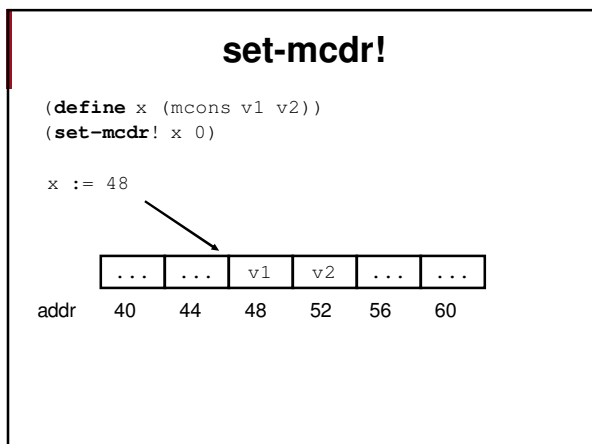 set-mcdr!
(define x (mcons v1 v2))
(set-mcdr! x 0)
x := 48
... ... v1 v2 ... ...
addr 40 44 48 52 56 60